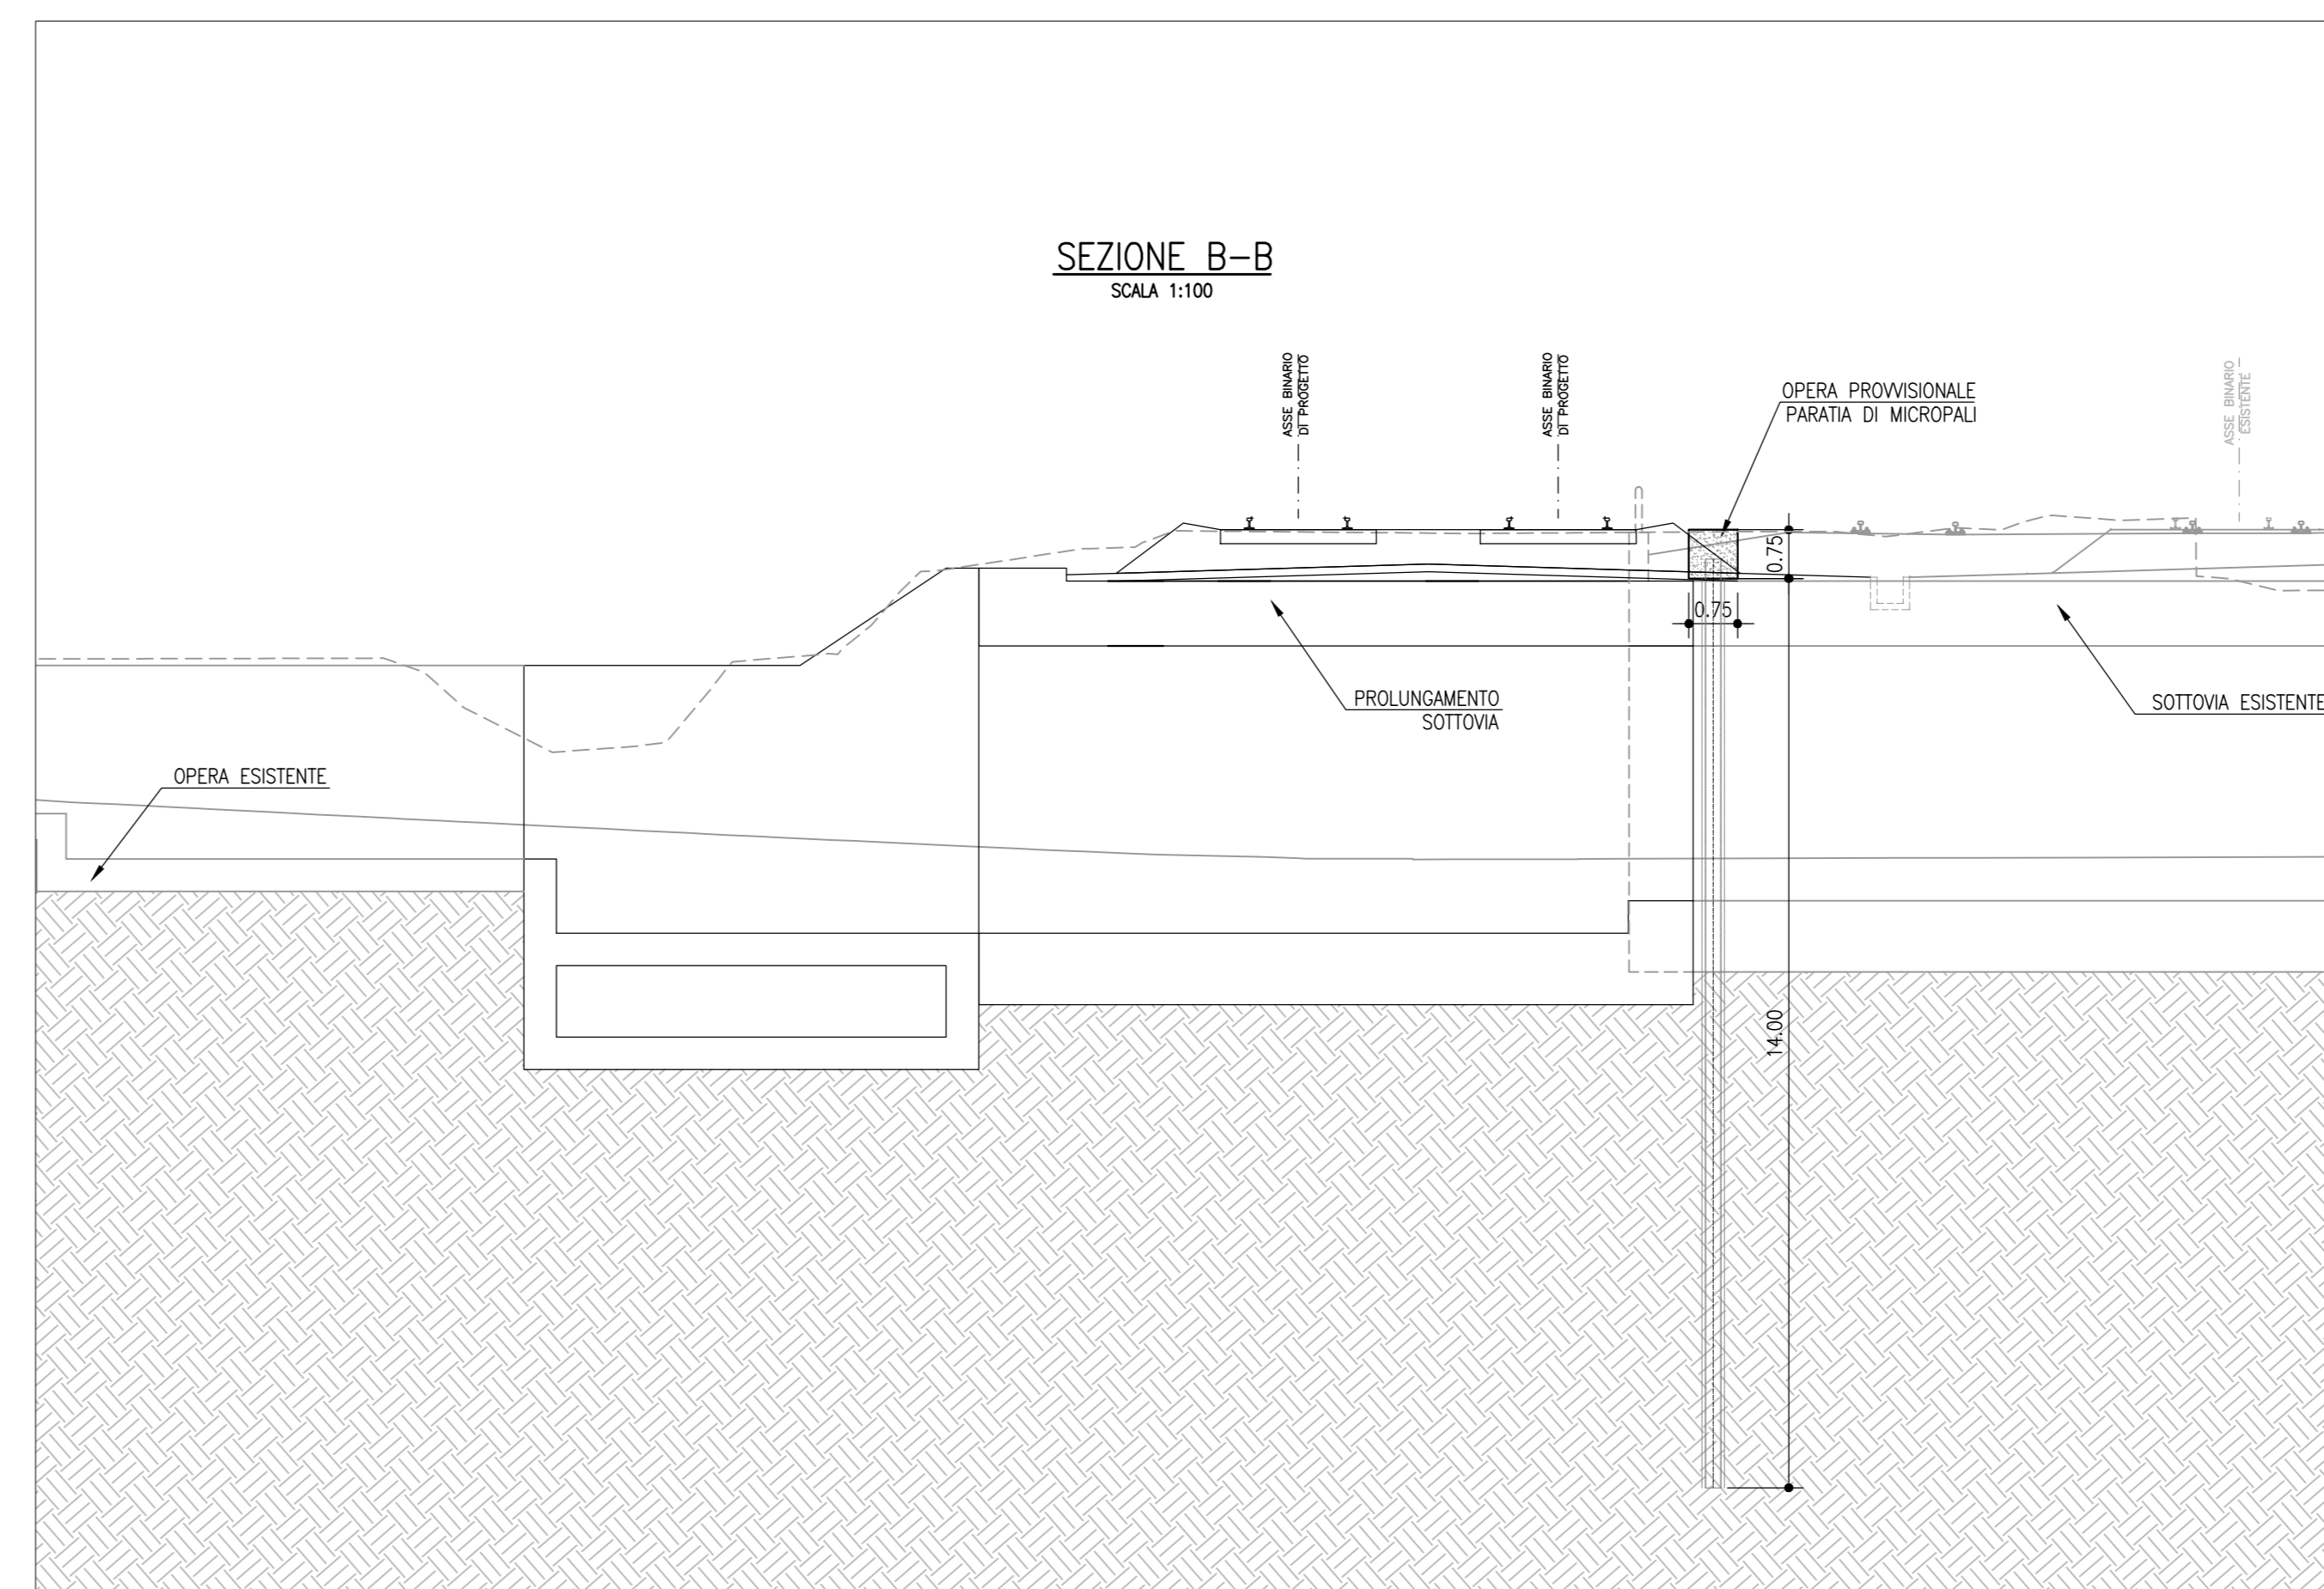 SEZIONE B-B
SCALA 1:100
ASSE BINARIO
DI PROGETTO
ASSE BINARIO
DI PROGETTO
OPERA PROVVISIONALE
PARATIA DI MICROPALI
ASSE BINARIO
ESISTENTE
0.75
0.75
PROLUNGAMENTO
SOTTOVIA
SOTTOVIA ESISTENTE
OPERA ESISTENTE
14.00